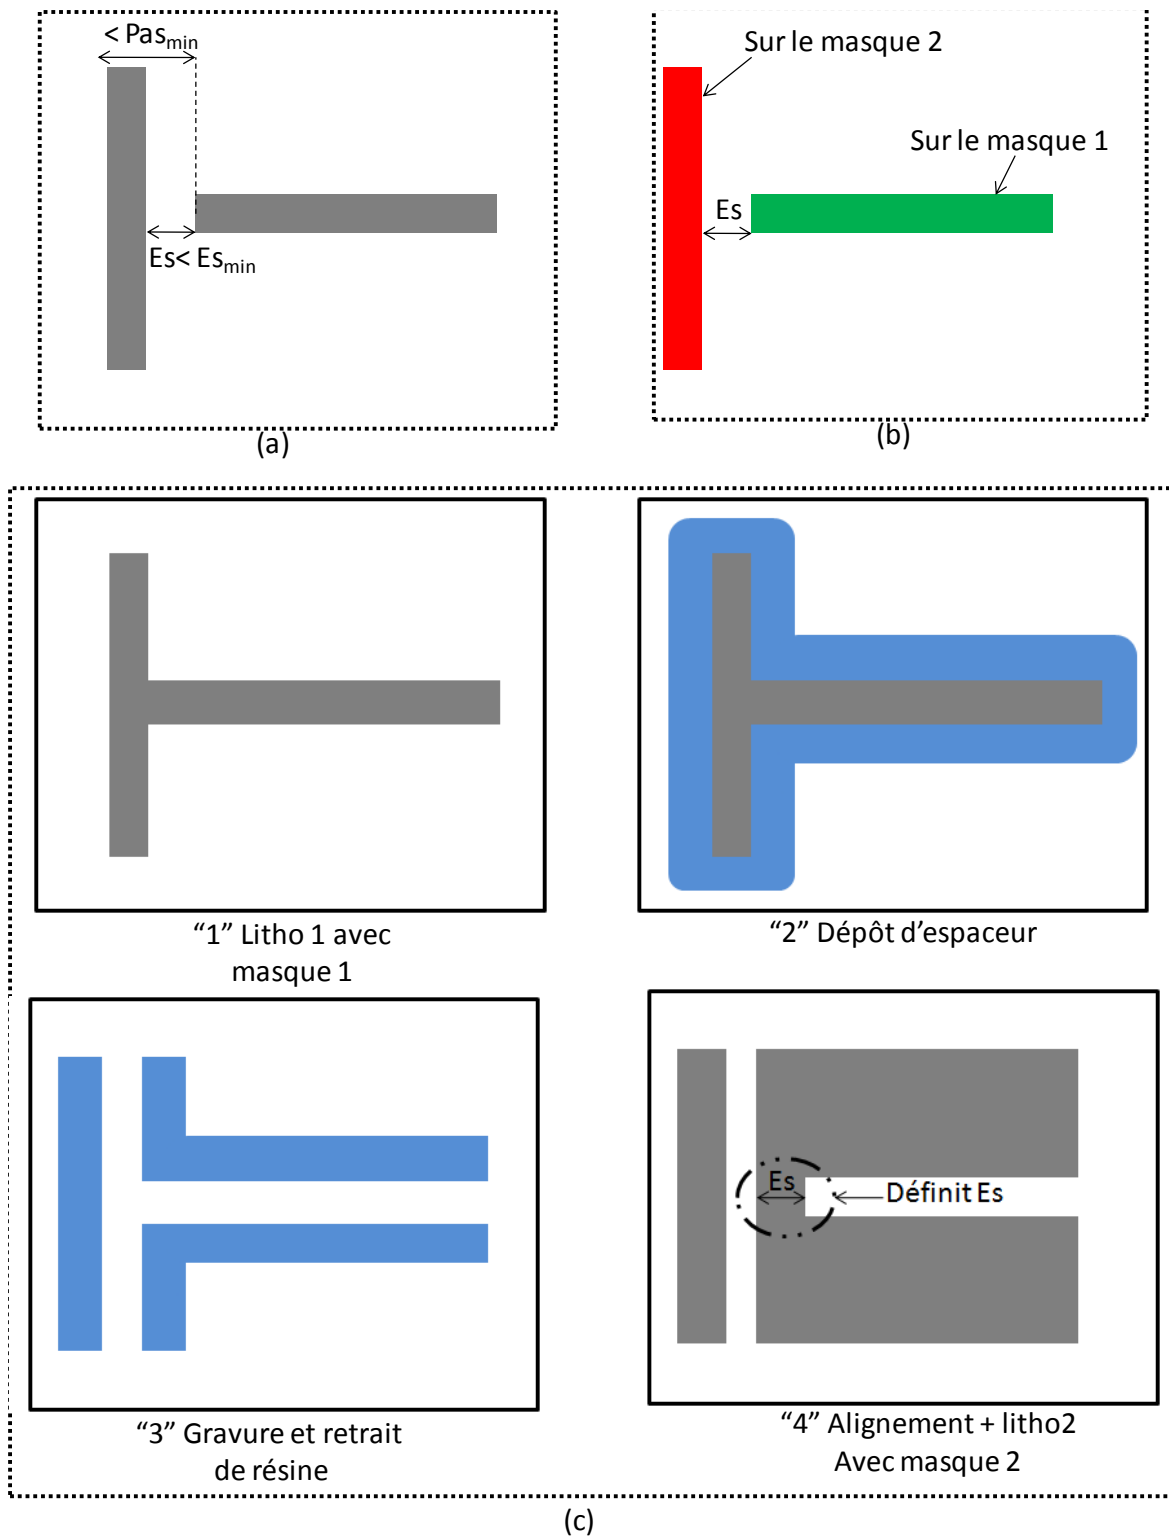 < Pasmin
Es< Esmin
(a)
Sur le masque 2
Sur le masque 1
Es
(b)
“1” Litho 1 avec
masque 1
“2” Dépôt d’espaceur
“3” Gravure et retrait
de résine
Es
Définit Es
“4” Alignement + litho2
Avec masque 2
(c)